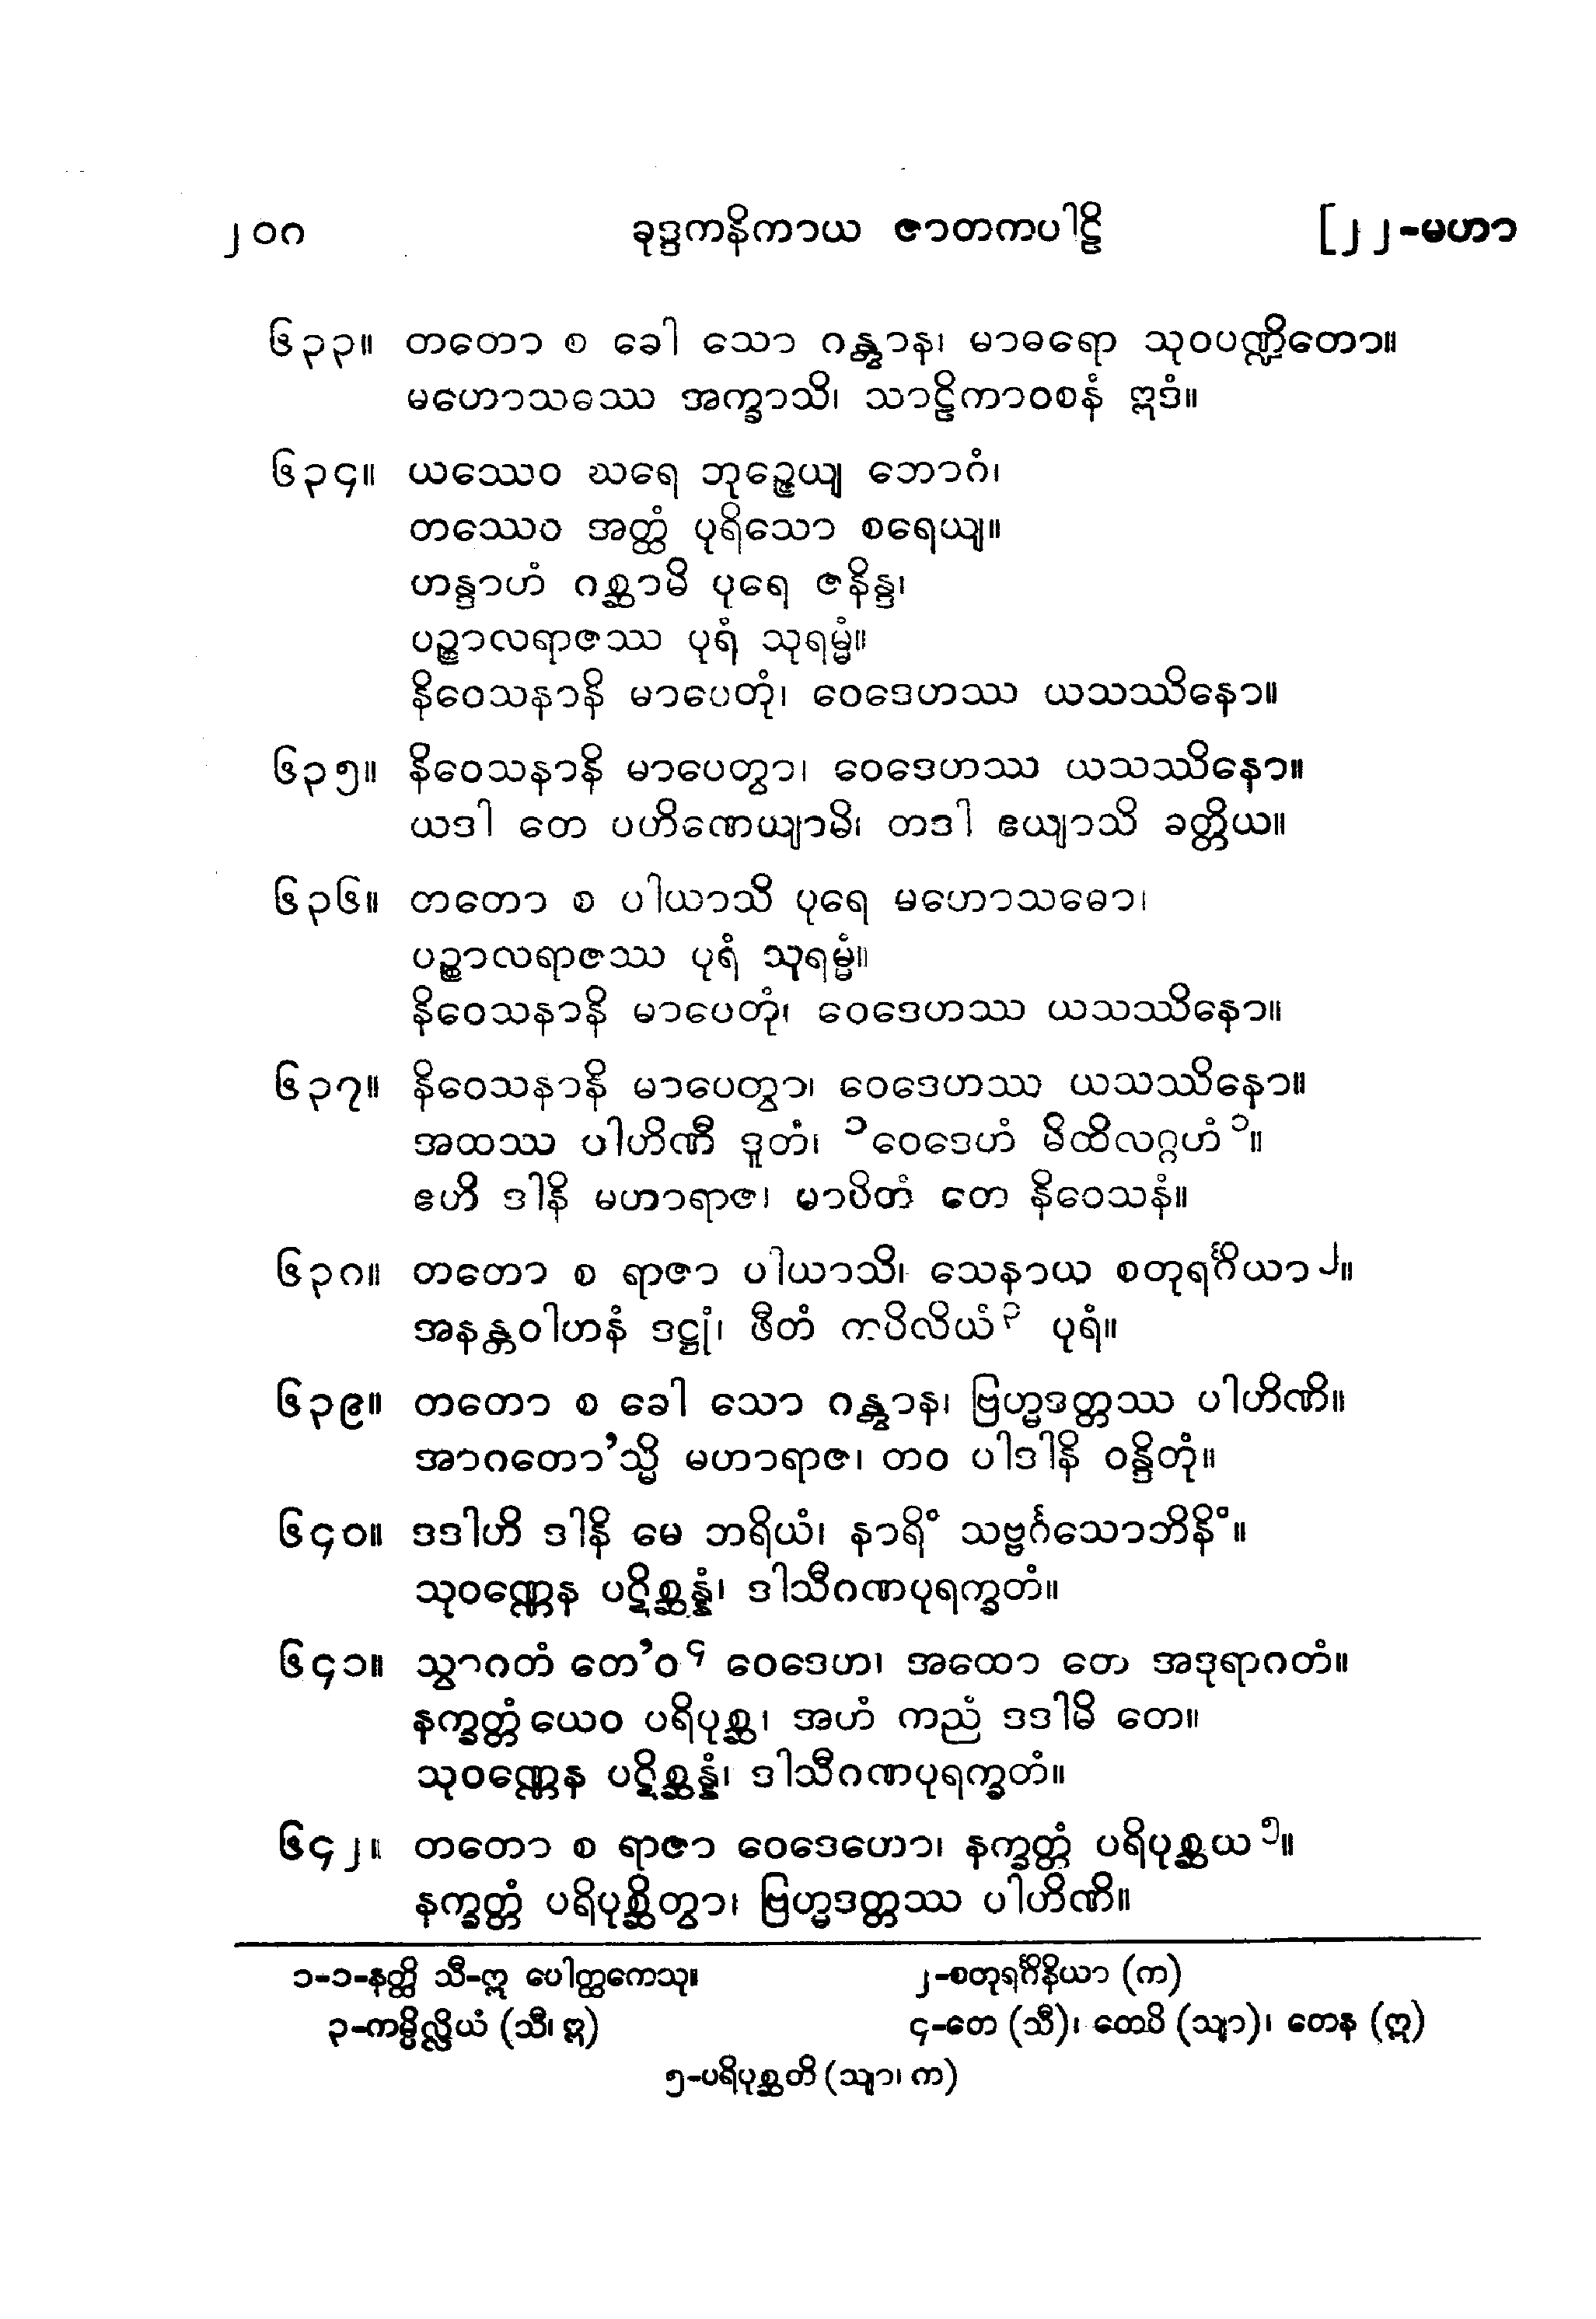 ၂၀၈ ခုဒ္ဒကနိကာယ ဇာတကပါဠိ [၂၂-မဟာ
၆၃၃။ တတော စ ခေါ သော ဂန္တွာန၊ မာဓရော သုဝပဏ္ဍိတော။
မဟောသဓဿ အက္ခာသိ၊ သာဠိကာဝစနံ ဣဒံ။
၆၃၄။ ယဿေဝ ဃရေ ဘုဉ္ဇေယျ ဘောဂံ၊
တဿေဝ အတ္ထံ ပုရိသော စရေယျ။
ဟန္ဒာဟံ ဂစ္ဆာမိ ပုရေ ဇနိန္ဒ၊
ပဉ္စာလရာဇဿ ပုရံ သုရမ္မံ။
နိဝေသနာနိ မာပေတုံ၊ ဝေဒေဟဿ ယသဿိနော။
၆၃၅။ နိဝေသနာနိ မာပေတွာ၊ ဝေဒေဟဿ ယသဿိနော။
ယဒါ တေ ပဟိဏေယျာမိ၊ တဒါ ဧယျာသိ ခတ္တိယ။
၆၃၆။ တတော စ ပါယာသိ ပုရေ မဟောသဓော၊
ပဉ္စာလရာဇဿ ပုရံ သုရမ္မံ။
နိဝေသနာနိ မာပေတုံ၊ ဝေဒေဟဿ ယသဿိနော။
၆၃၇။ နိဝေသနာနိ မာပေတွာ၊ ဝေဒေဟဿ ယသဿိနော။
အထဿ ပါဟိဏီ ဒူတံ၊ ၁ဝေဒေဟံ မိထိလဂ္ဂဟံ၁။
ဧဟိ ဒါနိ မဟာရာဇ၊ မာပိတံ တေ နိဝေသနံ။
၆၃၈။ တတော စ ရာဇာ ပါယာသိ၊ သေနာယ စတုရင်္ဂိယာ၂။
အနန္တဝါဟနံ ဒဋ္ဌုံ၊ ဖီတံ ကပိလိယံ၃ ပုရံ။
၆၃၉။ တတော စ ခေါ သော ဂန္တွာန၊ ဗြဟ္မဒတ္တဿ ပါဟိဏိ။
အာဂတော’သ္မိ မဟာရာဇ၊ တဝ ပါဒါနိ ဝန္ဒိတုံ။
၆၄၀။ ဒဒါဟိ ဒါနိ မေ ဘရိယံ၊ နာရိံ သဗ္ဗင်္ဂသောဘိနိံ။
သုဝဏ္ဏေန ပဋိစ္ဆန္နံ၊ ဒါသီဂဏပုရက္ခတံ။
၆၄၁။ သွာဂတံ တေ’ဝ၄ ဝေဒေဟ၊ အထော တေ အဒုရာဂတံ။
နက္ခတ္တံ ယေဝ ပရိပုစ္ဆ၊ အဟံ ကညံ ဒဒါမိ တေ။
သုဝဏ္ဏေန ပဋိစ္ဆန္နံ၊ ဒါသီဂဏပုရက္ခတံ။
၆၄၂။ တတော စ ရာဇာ ဝေဒေဟော၊ နက္ခတ္တံ ပရိပုစ္ဆယ၅။
နက္ခတ္တံ ပရိပုစ္ဆိတွာ၊ ဗြဟ္မဒတ္တဿ ပါဟိဏိ။
၁-၁-နတ္ထိ သီ-ဣ ပေါတ္ထကေသု။ ၂-စတုရင်္ဂိနိယာ (က)
၃-ကမ္ပိလ္လိယံ (သီ၊ ဣ) ၄-တေ (သီ)၊ တေပိ (သျာ)၊ တေန (ဣ)
၅-ပရိပုစ္ဆတိ (သျာ၊ က)